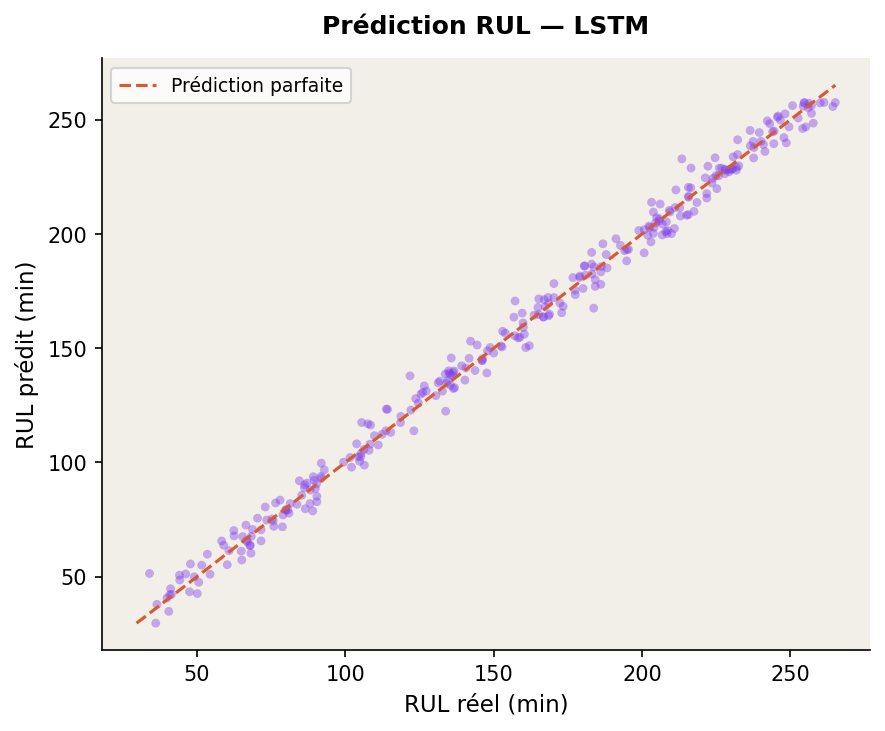 Prédiction RUL — LSTM
Prédiction parfaite
RUL prédit (min)
250
200
150
100
50
50 100 150 200 250
RUL réel (min)